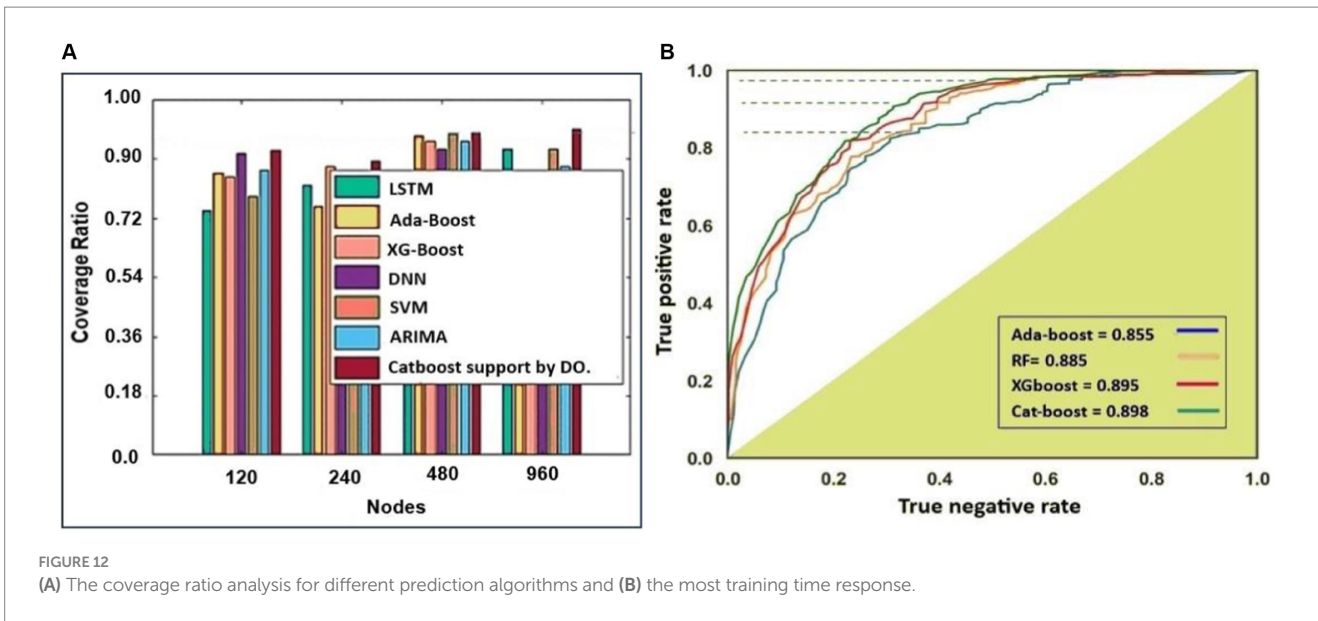 A
1.00
0.90
0.72
0.54
0.36
0.18
0.0
Coverage Ratio
LSTM
Ada-Boost
XG-Boost
DNN
SVM
ARIMA
Catboost support by DO.
120 240 480 960
Nodes
B
1.0
0.8
0.6
0.4
0.2
0.0
True positive rate
Ada-boost = 0.855
RF= 0.885
XGboost = 0.895
Cat-boost = 0.898
0.0 0.2 0.4 0.6 0.8 1.0
True negative rate
FIGURE 12
(A) The coverage ratio analysis for different prediction algorithms and (B) the most training time response.